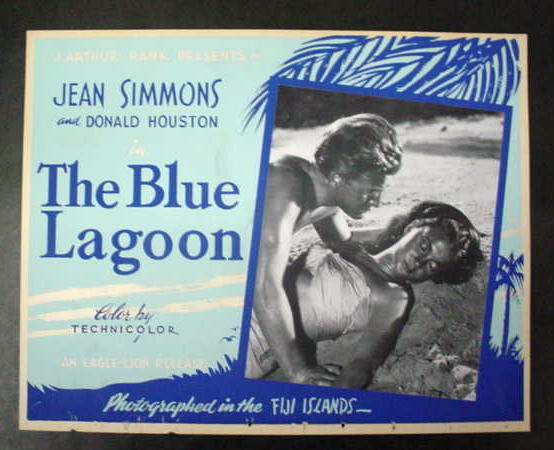 J. ARTHUR RANK PRESENTS —
JEAN SIMMONS
and DONALD HOUSTON
in
The Blue
Lagoon
Color by
TECHNICOLOR
AN EAGLE-LION RELEASE
Photographed in the FIJI ISLANDS—